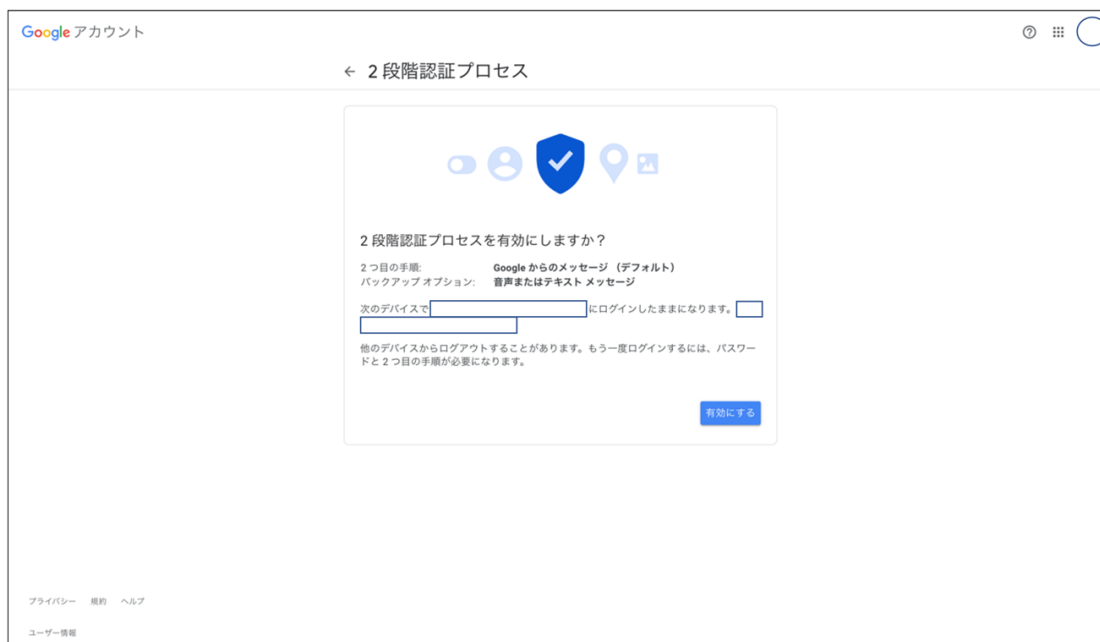 Google アカウント
← 2 段階認証プロセス
2 段階認証プロセスを有効にしますか？
2 つ目の手順: Google からのメッセージ （デフォルト）
バックアップ オプション: 音声またはテキスト メッセージ
次のデバイスで にログインしたままになります。
他のデバイスからログアウトすることがあります。もう一度ログインするには、パスワー
ドと 2 つ目の手順が必要になります。
有効にする
プライバシー 規約 ヘルプ
ユーザー情報